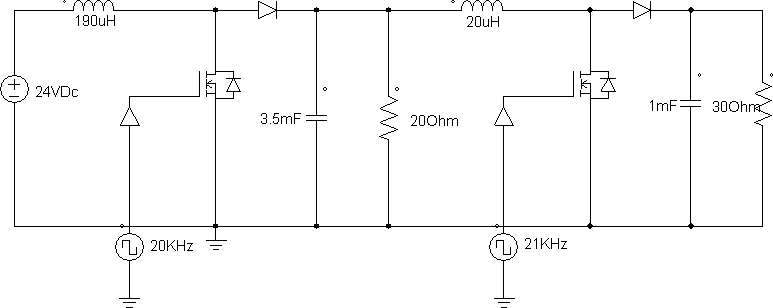 190uH
20uH
24VDc
3.5mF
20Ohm
1mF
30Ohm
20KHz
21KHz